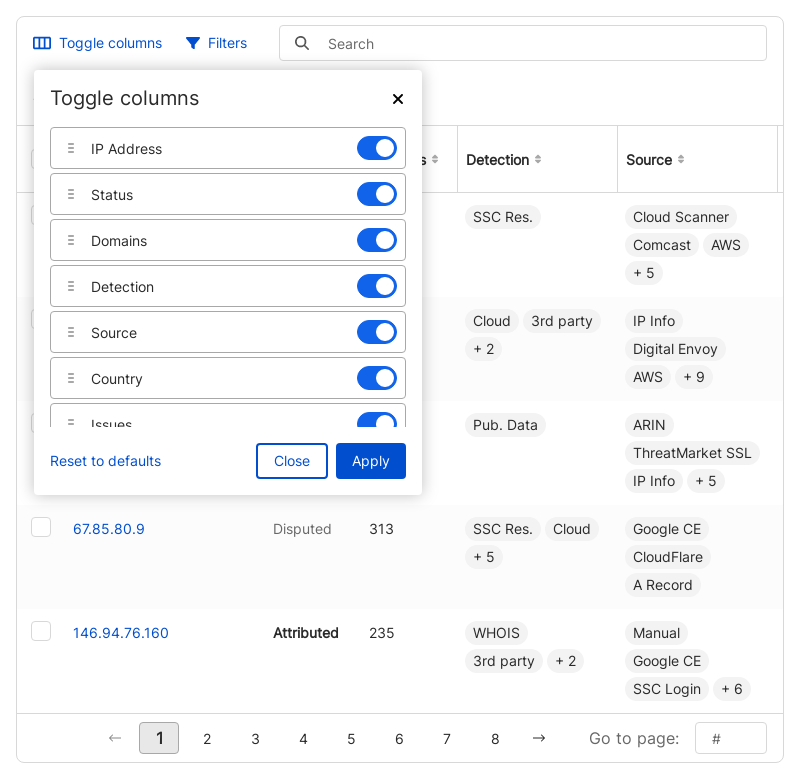 Toggle columns Filters Search
Toggle columns
IP Address
Status
Domains
Detection
Source
Country
Issues
Reset to defaults Close Apply
s Detection Source
SSC Res. Cloud Scanner
Comcast AWS
+ 5
Cloud 3rd party IP Info
+ 2 Digital Envoy
AWS + 9
Pub. Data ARIN
ThreatMarket SSL
IP Info + 5
67.85.80.9 Disputed 313 SSC Res. Cloud Google CE
+ 5 CloudFlare
A Record
146.94.76.160 Attributed 235 WHOIS Manual
3rd party + 2 Google CE
SSC Login + 6
1 2 3 4 5 6 7 8 Go to page: #